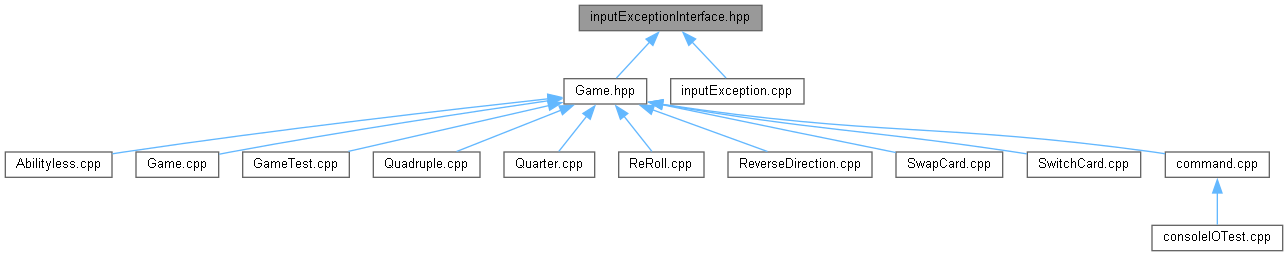 inputExceptionInterface.hpp
Game.hpp
inputException.cpp
Abilityless.cpp
Game.cpp
GameTest.cpp
Quadruple.cpp
Quarter.cpp
ReRoll.cpp
ReverseDirection.cpp
SwapCard.cpp
SwitchCard.cpp
command.cpp
consoleIOTest.cpp